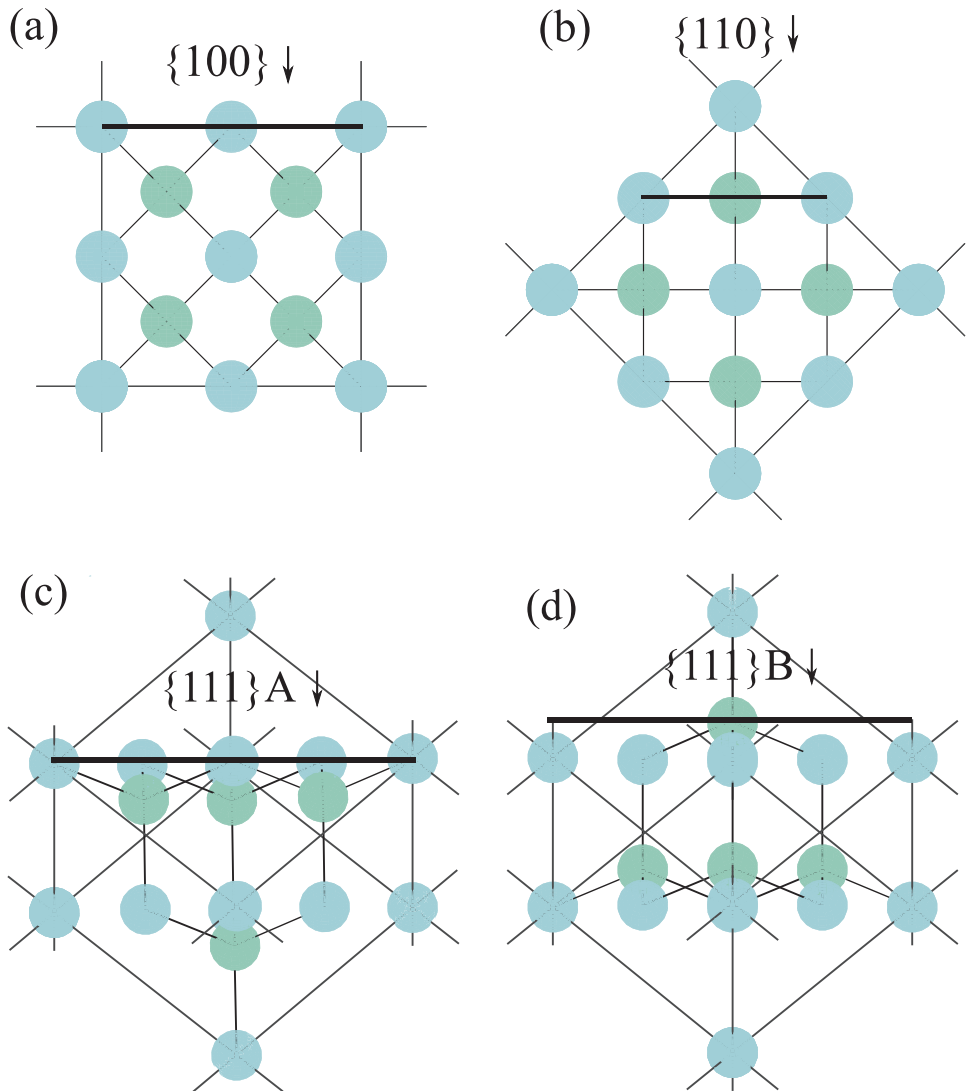 (a)
{100} ↓
(b)
{110} ↓
(c)
{111}A ↓
(d)
{111}B ↓